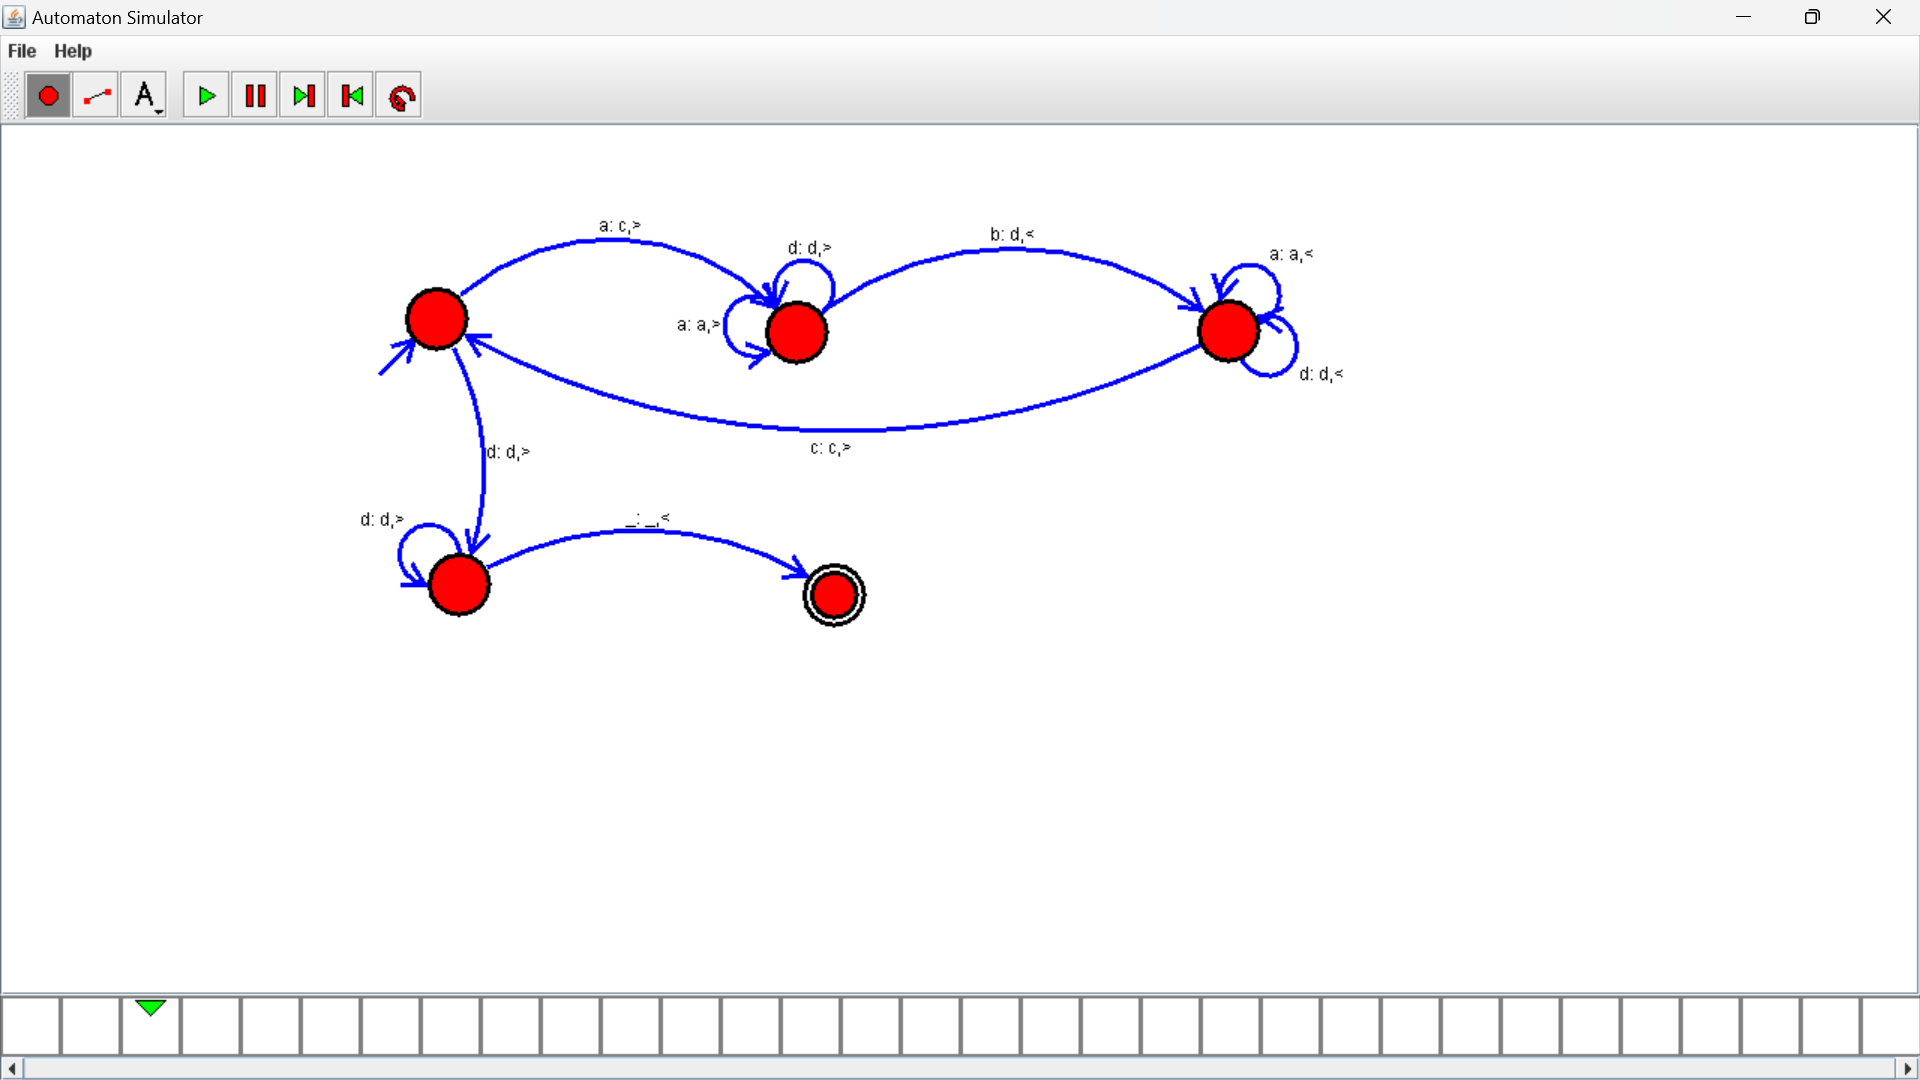 Automaton Simulator
File Help
A
a: c,>
d: d,>
b: d,<
a: a,<
a: a,>
d: d,<
c: c,>
d: d,>
d: d,>
_: _,<